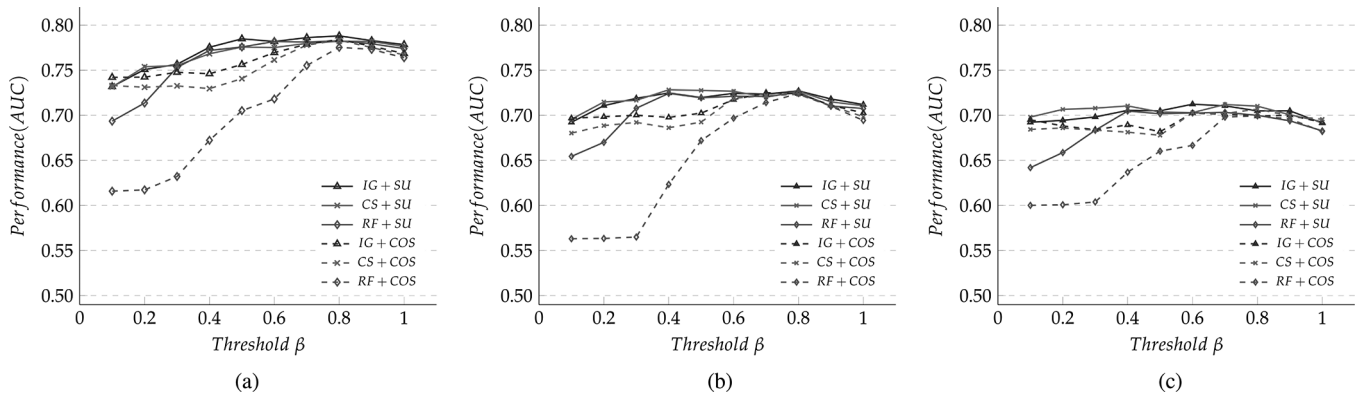 0.80
0.75
0.70
0.65
0.60
0.55
0.50
Performance(AUC)
IG + SU
CS + SU
RF + SU
IG + COS
CS + COS
RF + COS
0 0.2 0.4 0.6 0.8 1
Threshold β
(a)
0.80
0.75
0.70
0.65
0.60
0.55
0.50
Performance(AUC)
IG + SU
CS + SU
RF + SU
IG + COS
CS + COS
RF + COS
0 0.2 0.4 0.6 0.8 1
Threshold β
(b)
0.80
0.75
0.70
0.65
0.60
0.55
0.50
Performance(AUC)
IG + SU
CS + SU
RF + SU
IG + COS
CS + COS
RF + COS
0 0.2 0.4 0.6 0.8 1
Threshold β
(c)